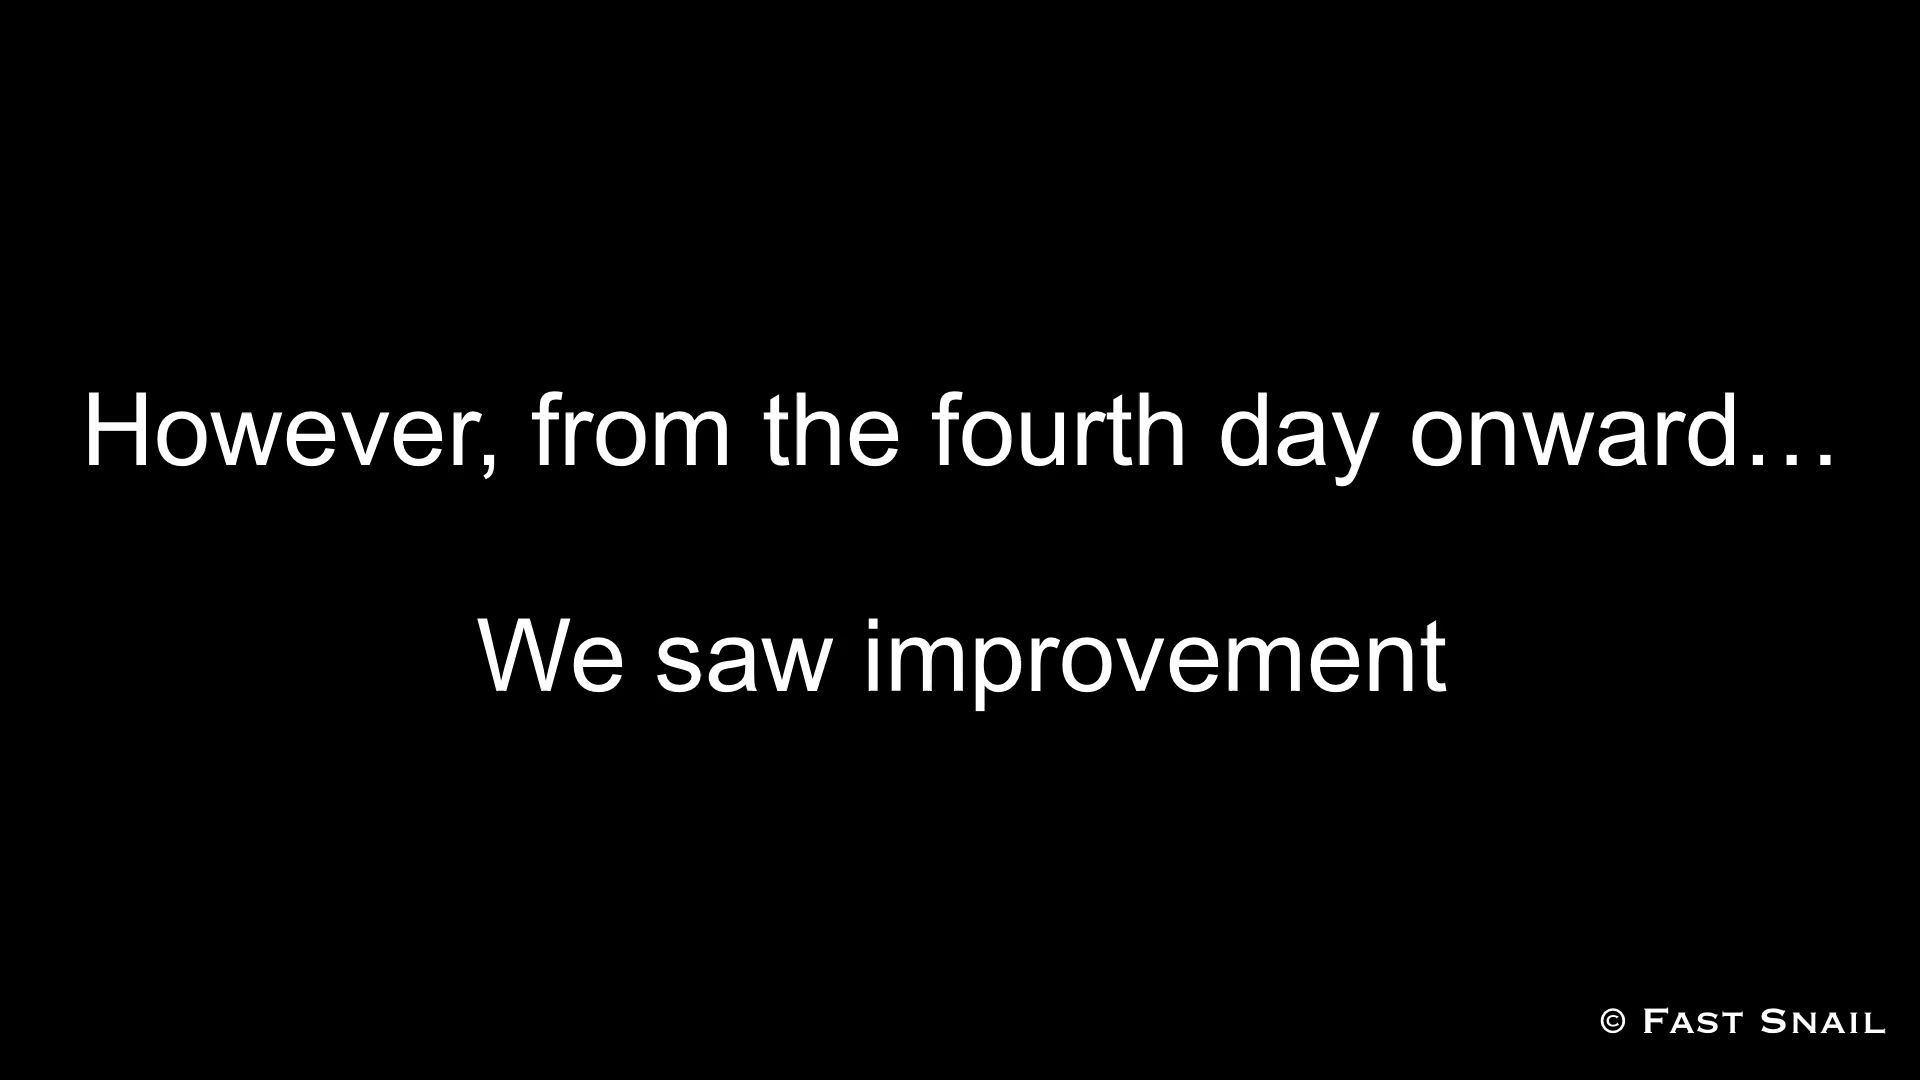 However, from the fourth day onward…
We saw improvement
© Fast Snail